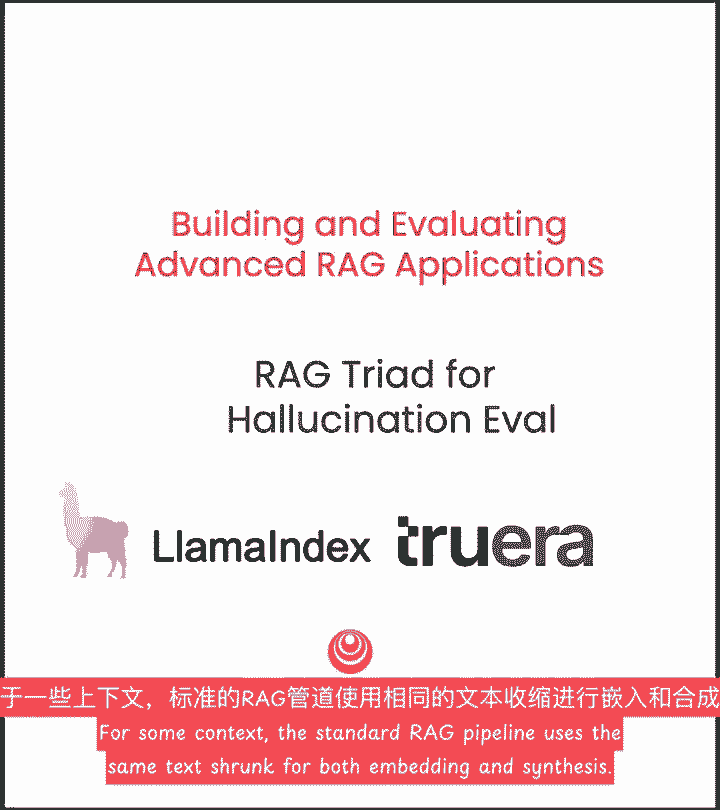 Building and Evaluating
Advanced RAG Applications
RAG Triad for
Hallucination Eval
LlamaIndex truera
于一些上下文，标准的RAG管道使用相同的文本收缩进行嵌入和合成
For some context, the standard RAG pipeline uses the
same text shrunk for both embedding and synthesis.